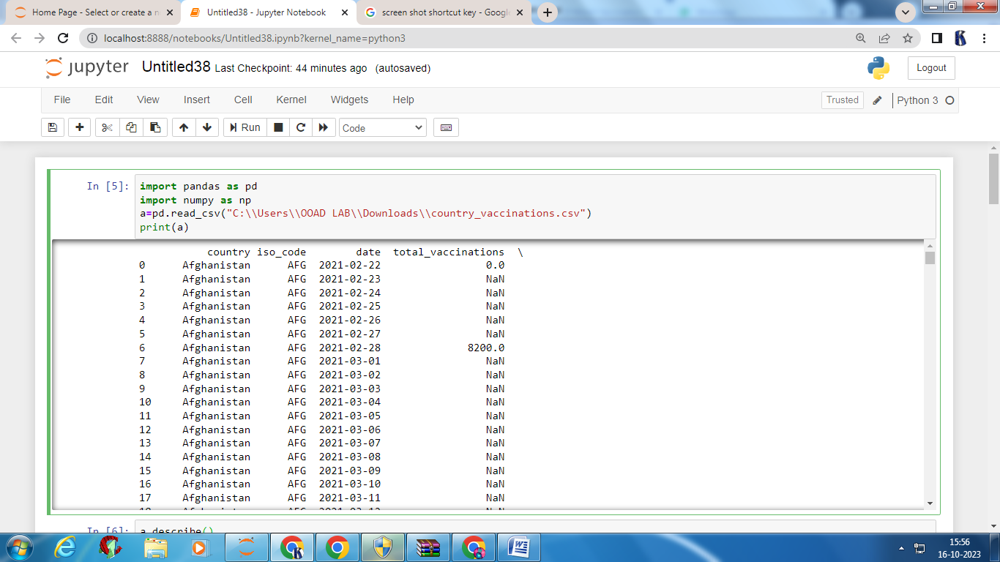 Home Page - Select or create a n
Untitled38 - Jupyter Notebook
screen shot shortcut key - Google
localhost:8888/notebooks/Untitled38.ipynb?kernel_name=python3
jupyter Untitled38 Last Checkpoint: 44 minutes ago (autosaved)
Logout
File Edit View Insert Cell Kernel Widgets Help
Trusted
Python 3
Run
Code
In [5]:
import pandas as pd
import numpy as np
a=pd.read_csv("C:\\Users\\OOAD LAB\\Downloads\\country_vaccinations.csv")
print(a)
country iso_code date total_vaccinations \
0 Afghanistan AFG 2021-02-22 0.0
1 Afghanistan AFG 2021-02-23 NaN
2 Afghanistan AFG 2021-02-24 NaN
3 Afghanistan AFG 2021-02-25 NaN
4 Afghanistan AFG 2021-02-26 NaN
5 Afghanistan AFG 2021-02-27 NaN
6 Afghanistan AFG 2021-02-28 8200.0
7 Afghanistan AFG 2021-03-01 NaN
8 Afghanistan AFG 2021-03-02 NaN
9 Afghanistan AFG 2021-03-03 NaN
10 Afghanistan AFG 2021-03-04 NaN
11 Afghanistan AFG 2021-03-05 NaN
12 Afghanistan AFG 2021-03-06 NaN
13 Afghanistan AFG 2021-03-07 NaN
14 Afghanistan AFG 2021-03-08 NaN
15 Afghanistan AFG 2021-03-09 NaN
16 Afghanistan AFG 2021-03-10 NaN
17 Afghanistan AFG 2021-03-11 NaN
18 Afghanistan AFG 2021-03-12 NaN
In [6]:
a.describe()
15:56
16-10-2023